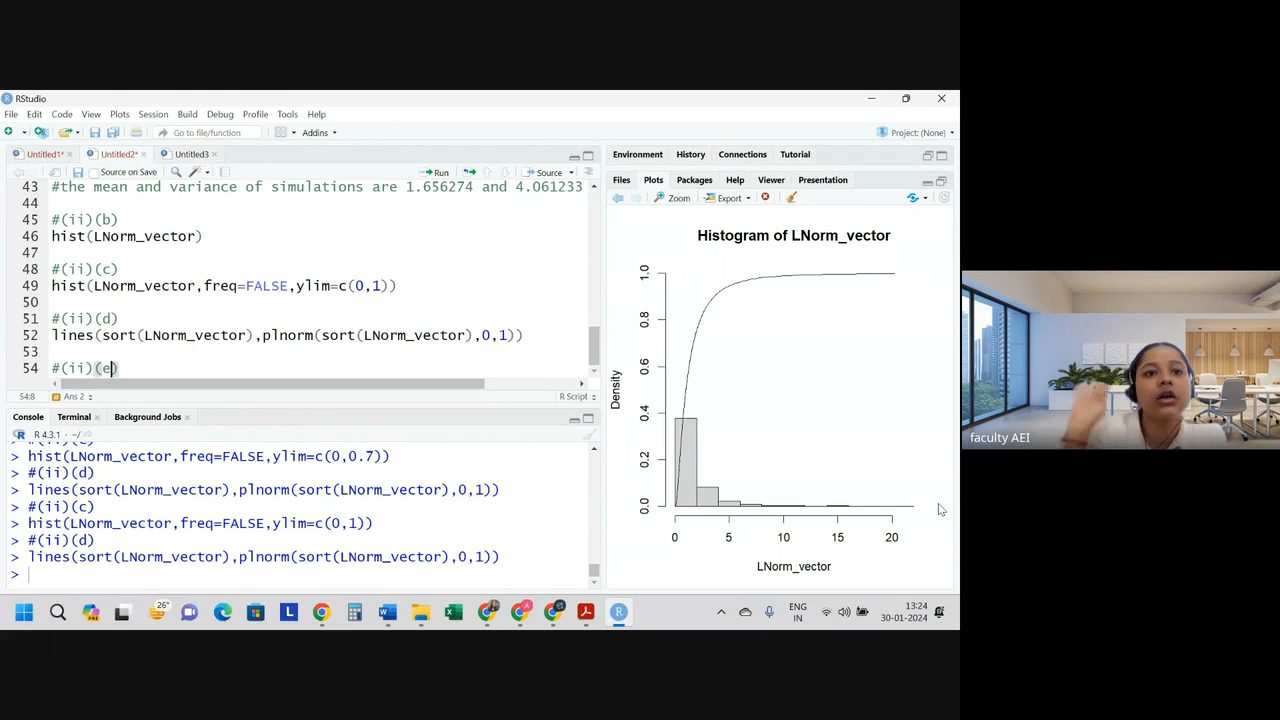 RStudio
File Edit Code View Plots Session Build Debug Profile Tools Help
Go to file/function Addins Project: (None)
Untitled1* Untitled2* Untitled3
Source on Save Run Source
43 #the mean and variance of simulations are 1.656274 and 4.061233
44
45 #(ii)(b)
46 hist(LNorm_vector)
47
48 #(ii)(c)
49 hist(LNorm_vector,freq=FALSE,ylim=c(0,1))
50
51 #(ii)(d)
52 lines(sort(LNorm_vector),plnorm(sort(LNorm_vector),0,1))
53
54 #(ii)(e)
54:8 Ans 2 R Script
Console Terminal Background Jobs
R 4.3.1 · ~/
> hist(LNorm_vector,freq=FALSE,ylim=c(0,0.7))
> #(ii)(d)
> lines(sort(LNorm_vector),plnorm(sort(LNorm_vector),0,1))
> #(ii)(c)
> hist(LNorm_vector,freq=FALSE,ylim=c(0,1))
> #(ii)(d)
> lines(sort(LNorm_vector),plnorm(sort(LNorm_vector),0,1))
>
Environment History Connections Tutorial
Files Plots Packages Help Viewer Presentation
Zoom Export
Histogram of LNorm_vector
Density
1.0
0.8
0.6
0.4
0.2
0.0
0 5 10 15 20
LNorm_vector
faculty AEI
26°
ENG
IN
13:24
30-01-2024